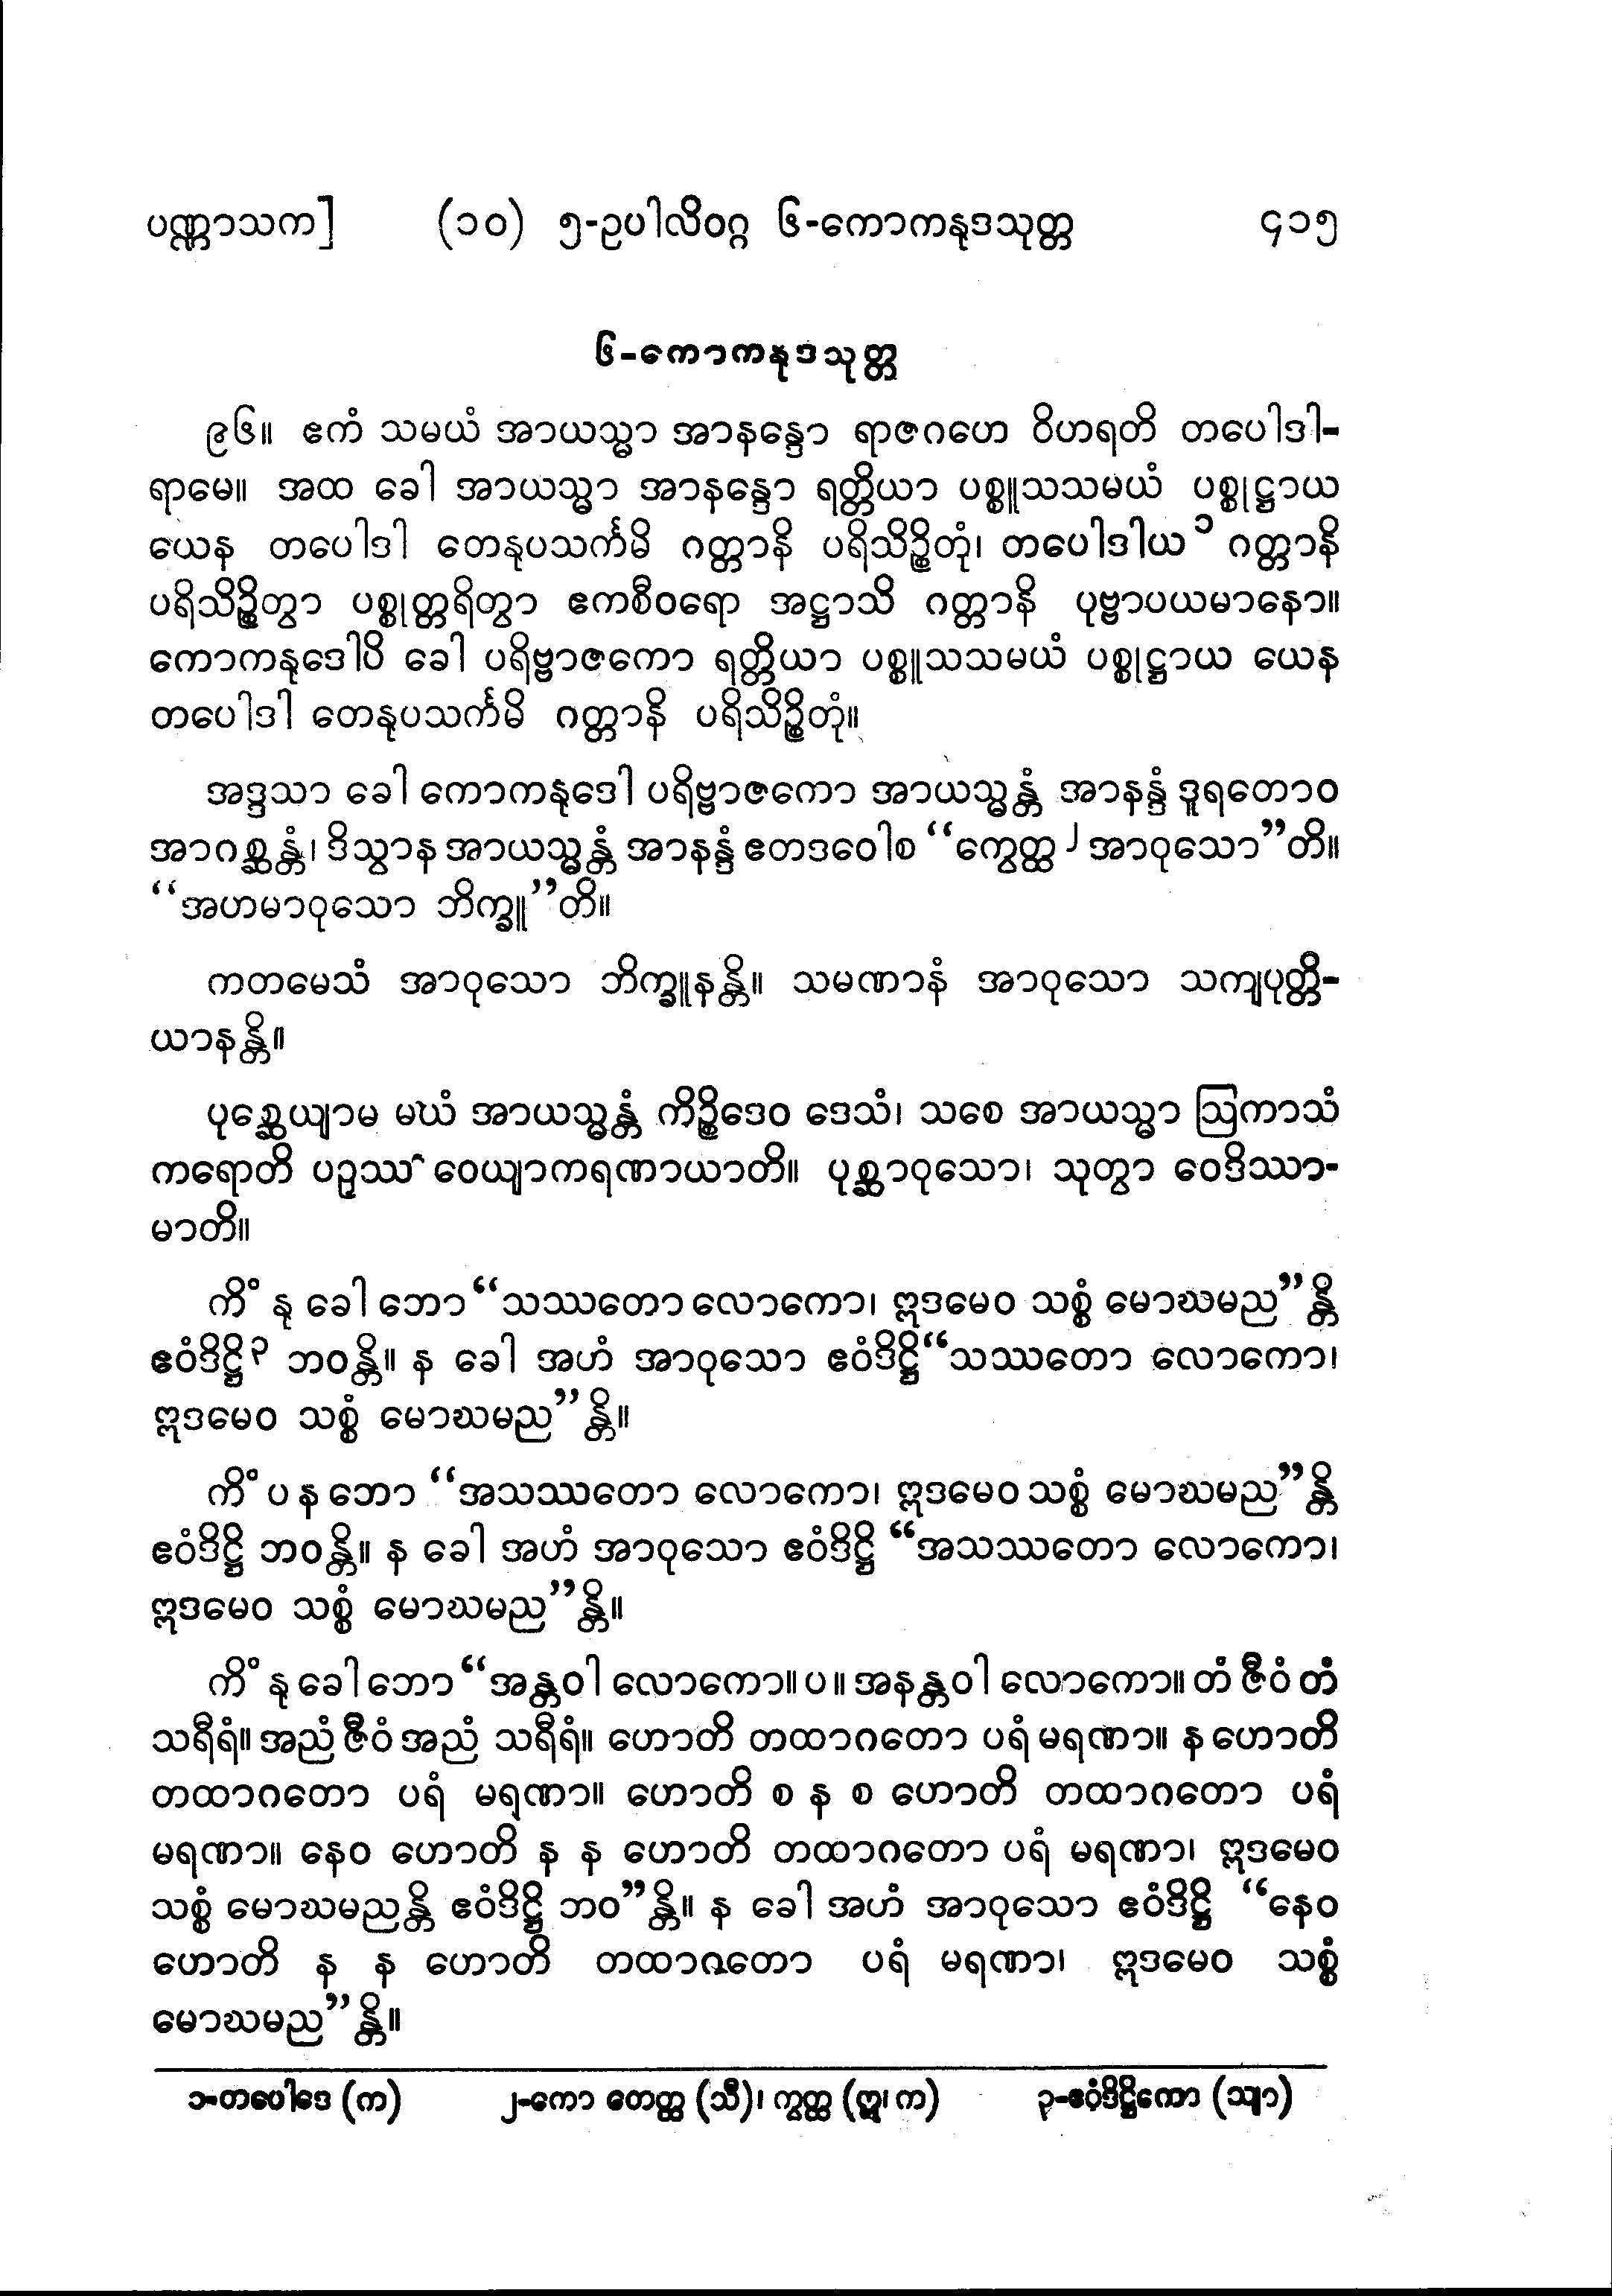 ပဏ္ဏာသက] (၁၀) ၅-ဥပါလိဝဂ္ဂ ၆-ကောကနုဒသုတ္တ ၄၁၅
၆-ကောကနုဒသုတ္တ
၉၆။ ဧကံ သမယံ အာယသ္မာ အာနန္ဒော ရာဇဂဟေ ဝိဟရတိ တပေါဒါ-
ရာမေ။ အထ ခေါ အာယသ္မာ အာနန္ဒော ရတ္တိယာ ပစ္စူသသမယံ ပစ္စုဋ္ဌာယ
ယေန တပေါဒါ တေနုပသင်္ကမိ ဂတ္တာနိ ပရိသိဉ္စိတုံ၊ တပေါဒါယ ၁ ဂတ္တာနိ
ပရိသိဉ္စိတွာ ပစ္စုတ္တရိတွာ ဧကစီဝရော အဋ္ဌာသိ ဂတ္တာနိ ပုဗ္ဗာပယမာနော။
ကောကနုဒေါပိ ခေါ ပရိဗ္ဗာဇကော ရတ္တိယာ ပစ္စူသသမယံ ပစ္စုဋ္ဌာယ ယေန
တပေါဒါ တေနုပသင်္ကမိ ဂတ္တာနိ ပရိသိဉ္စိတုံ။
အဒ္ဒသာ ခေါ ကောကနုဒေါ ပရိဗ္ဗာဇကော အာယသ္မန္တံ အာနန္ဒံ ဒူရတောဝ
အာဂစ္ဆန္တံ၊ ဒိသွာန အာယသ္မန္တံ အာနန္ဒံ ဧတဒဝေါစ “ကွေတ္ထ ၂ အာဝုသော”တိ။
“အဟမာဝုသော ဘိက္ခူ”တိ။
ကတမေသံ အာဝုသော ဘိက္ခူနန္တိ။ သမဏာနံ အာဝုသော သကျပုတ္တိ-
ယာနန္တိ။
ပုစ္ဆေယျာမ မယံ အာယသ္မန္တံ ကိဉ္စိဒေဝ ဒေသံ၊ သစေ အာယသ္မာ ဩကာသံ
ကရောတိ ပဉှဿ ဝေယျာကရဏာယာတိ။ ပုစ္ဆာဝုသော၊ သုတွာ ဝေဒိဿာ-
မာတိ။
ကိံ နု ခေါ ဘော “သဿတော လောကော၊ ဣဒမေဝ သစ္စံ မောဃမည”န္တိ
ဧဝံဒိဋ္ဌိ ၃ ဘဝန္တိ။ န ခေါ အဟံ အာဝုသော ဧဝံဒိဋ္ဌိ “သဿတော လောကော၊
ဣဒမေဝ သစ္စံ မောဃမည”န္တိ။
ကိံ ပန ဘော “အသဿတော လောကော၊ ဣဒမေဝ သစ္စံ မောဃမည”န္တိ
ဧဝံဒိဋ္ဌိ ဘဝန္တိ။ န ခေါ အဟံ အာဝုသော ဧဝံဒိဋ္ဌိ “အသဿတော လောကော၊
ဣဒမေဝ သစ္စံ မောဃမည”န္တိ။
ကိံ နု ခေါ ဘော “အန္တဝါ လောကော။ ပ ။ အနန္တဝါ လောကော။ တံ ဇီဝံ တံ
သရီရံ။ အညံ ဇီဝံ အညံ သရီရံ။ ဟောတိ တထာဂတော ပရံ မရဏာ။ န ဟောတိ
တထာဂတော ပရံ မရဏာ။ ဟောတိ စ န စ ဟောတိ တထာဂတော ပရံ
မရဏာ။ နေဝ ဟောတိ န န ဟောတိ တထာဂတော ပရံ မရဏာ၊ ဣဒမေဝ
သစ္စံ မောဃမညန္တိ ဧဝံဒိဋ္ဌိ ဘဝ”န္တိ။ န ခေါ အဟံ အာဝုသော ဧဝံဒိဋ္ဌိ “နေဝ
ဟောတိ န န ဟောတိ တထာဂတော ပရံ မရဏာ၊ ဣဒမေဝ သစ္စံ
မောဃမည”န္တိ။
၁-တပေါဒေ (က) ၂-ကော တေတ္ထ (သီ)၊ ကွတ္ထ (ဣ၊ က) ၃-ဧဝံဒိဋ္ဌိကော (သျာ)